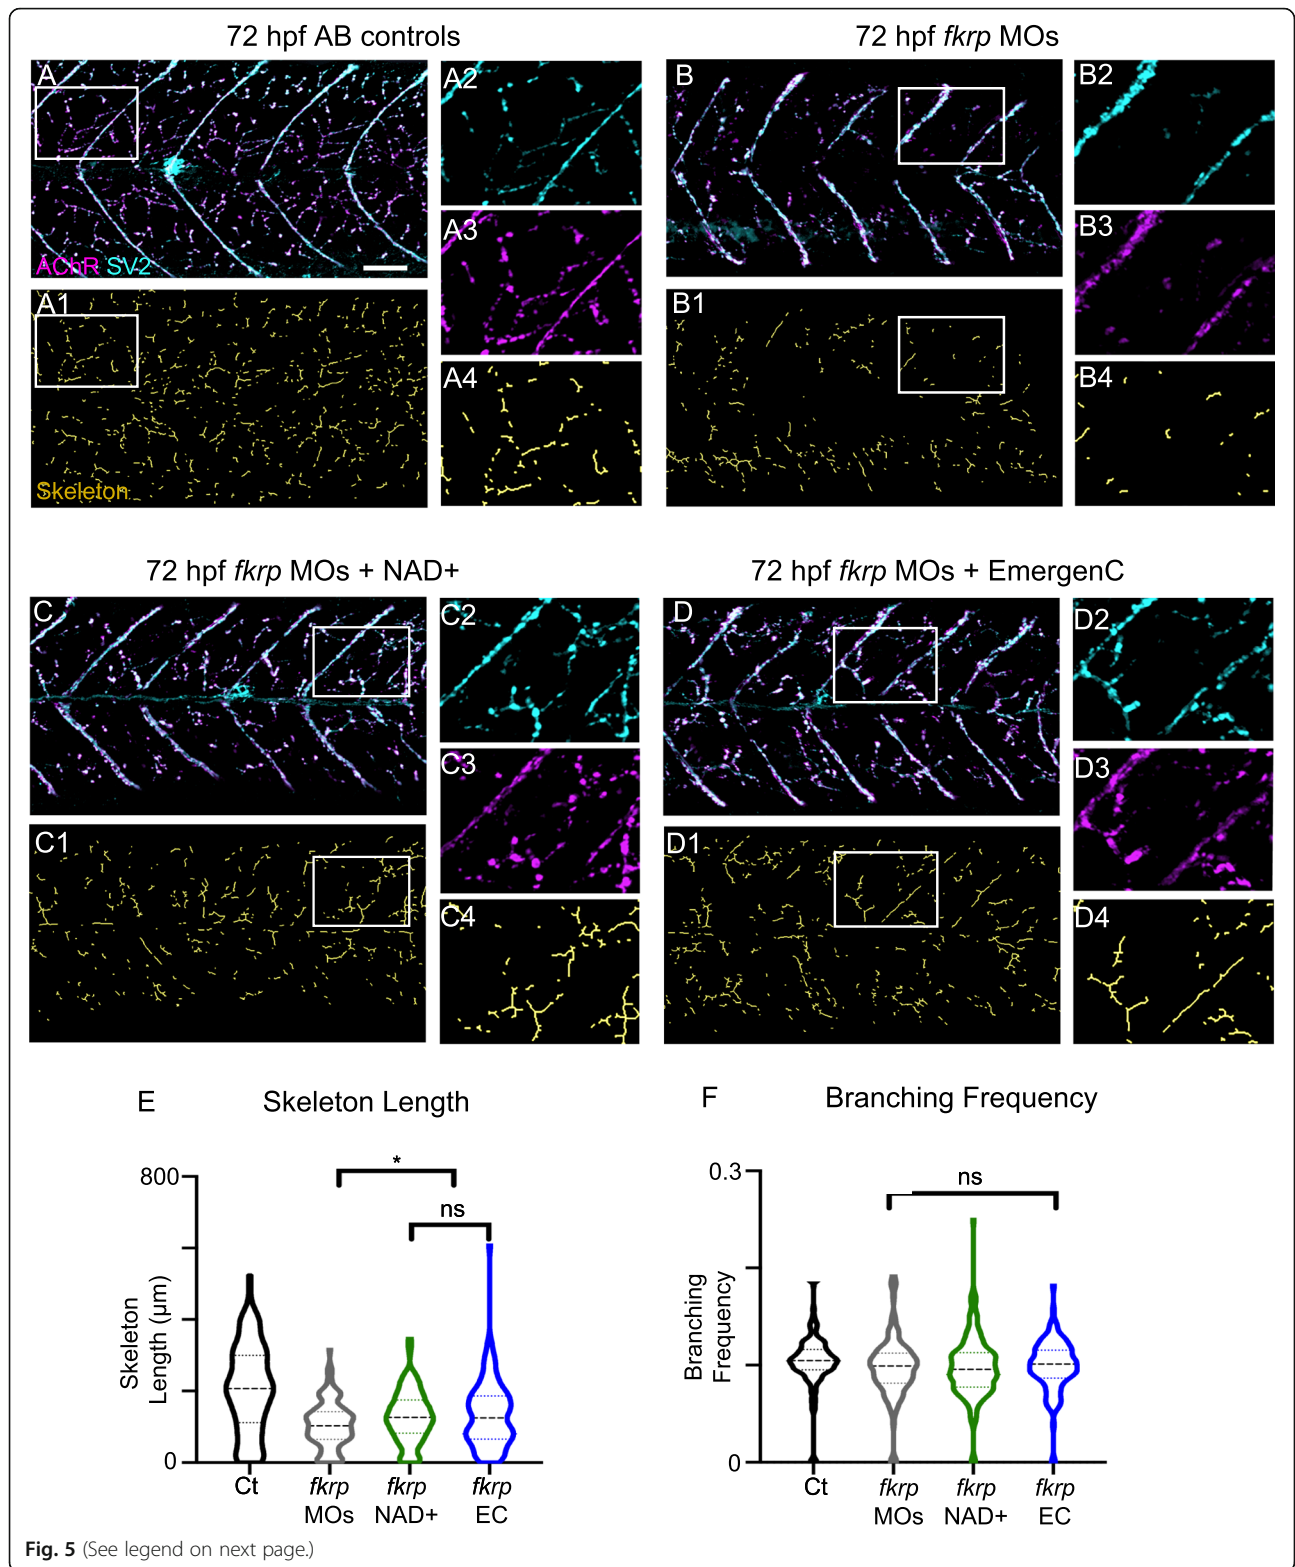 72 hpf AB controls
72 hpf fkrp MOs
A
A2
B
B2
A3
B3
AChR SV2
A1
B1
A4
B4
Skeleton
72 hpf fkrp MOs + NAD+
72 hpf fkrp MOs + EmergenC
C
C2
D
D2
C3
D3
C1
D1
C4
D4
E
Skeleton Length
F
Branching Frequency
800
*
ns
Skeleton
Length (µm)
0
Ct
fkrp
MOs
fkrp
NAD+
fkrp
EC
0.3
ns
Branching
Frequency
0
Ct
fkrp
MOs
fkrp
NAD+
fkrp
EC
Fig. 5 (See legend on next page.)